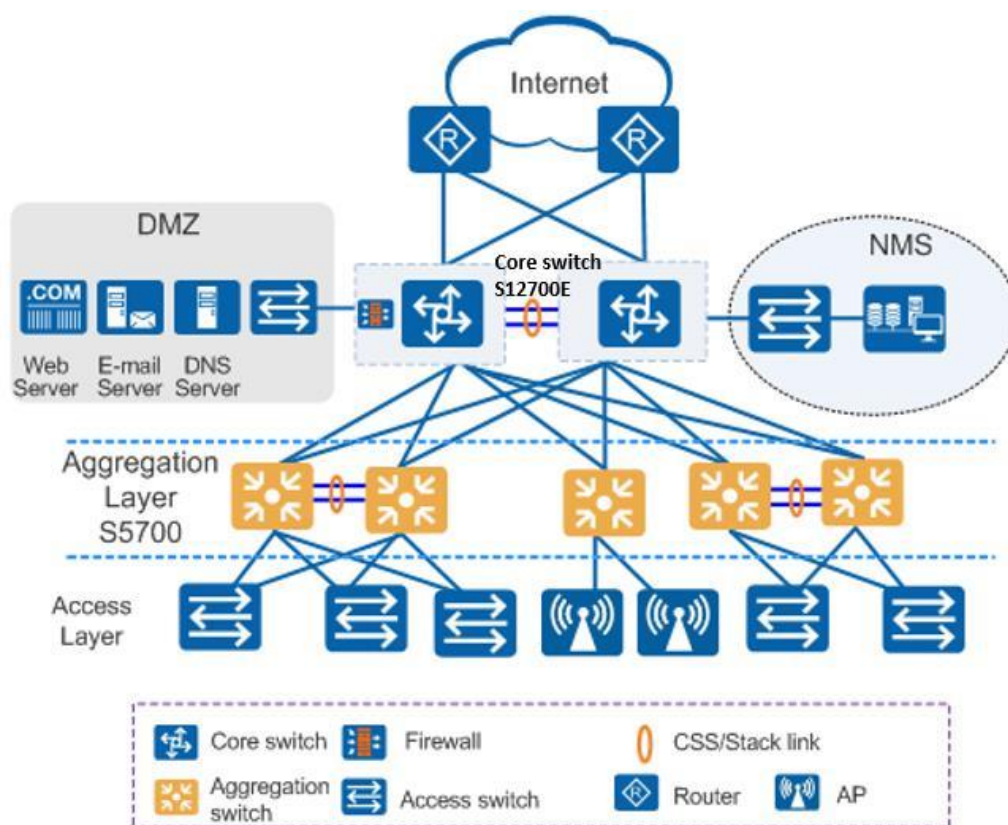 Internet
R
R
DMZ
.COM
Web
Server
E-mail
Server
DNS
Server
Core switch
S12700E
NMS
Aggregation
Layer
S5700
Access
Layer
Core switch
Firewall
CSS/Stack link
Aggregation
switch
Access switch
R
Router
AP